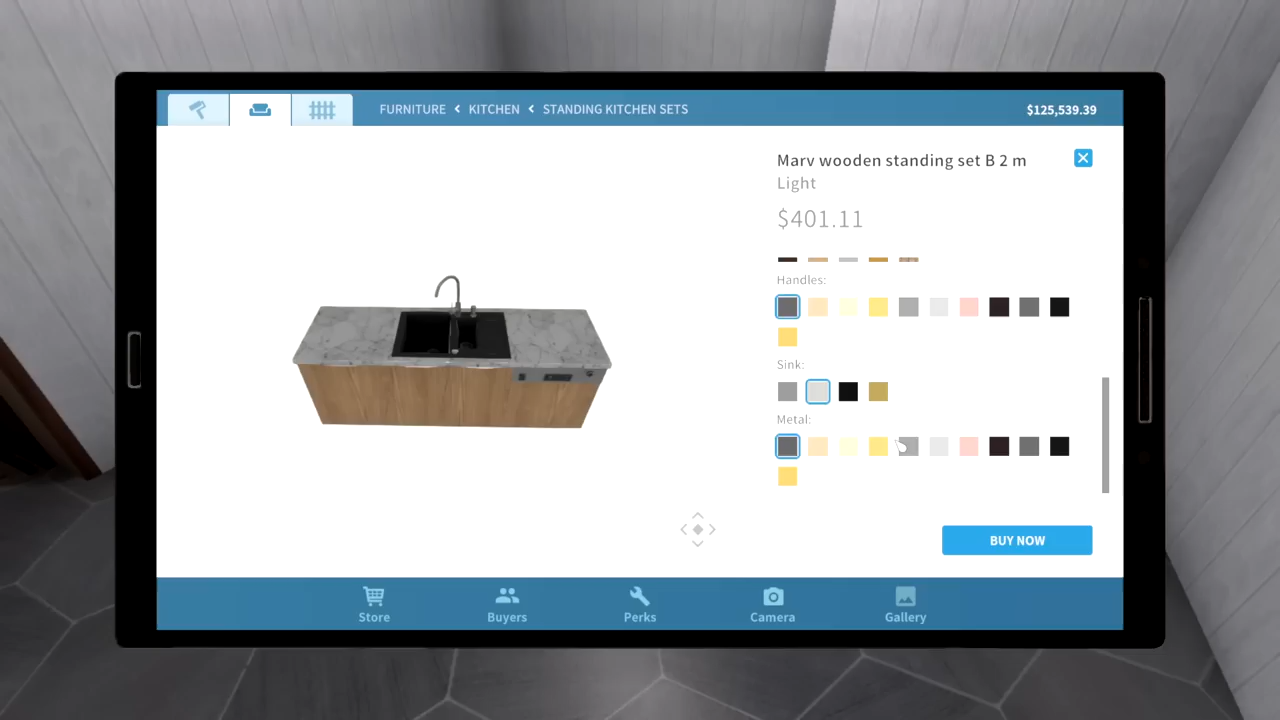 FURNITURE < KITCHEN < STANDING KITCHEN SETS
$125,539.39
Marv wooden standing set B 2 m
Light
$401.11
Handles:
Sink:
Metal:
BUY NOW
Store
Buyers
Perks
Camera
Gallery